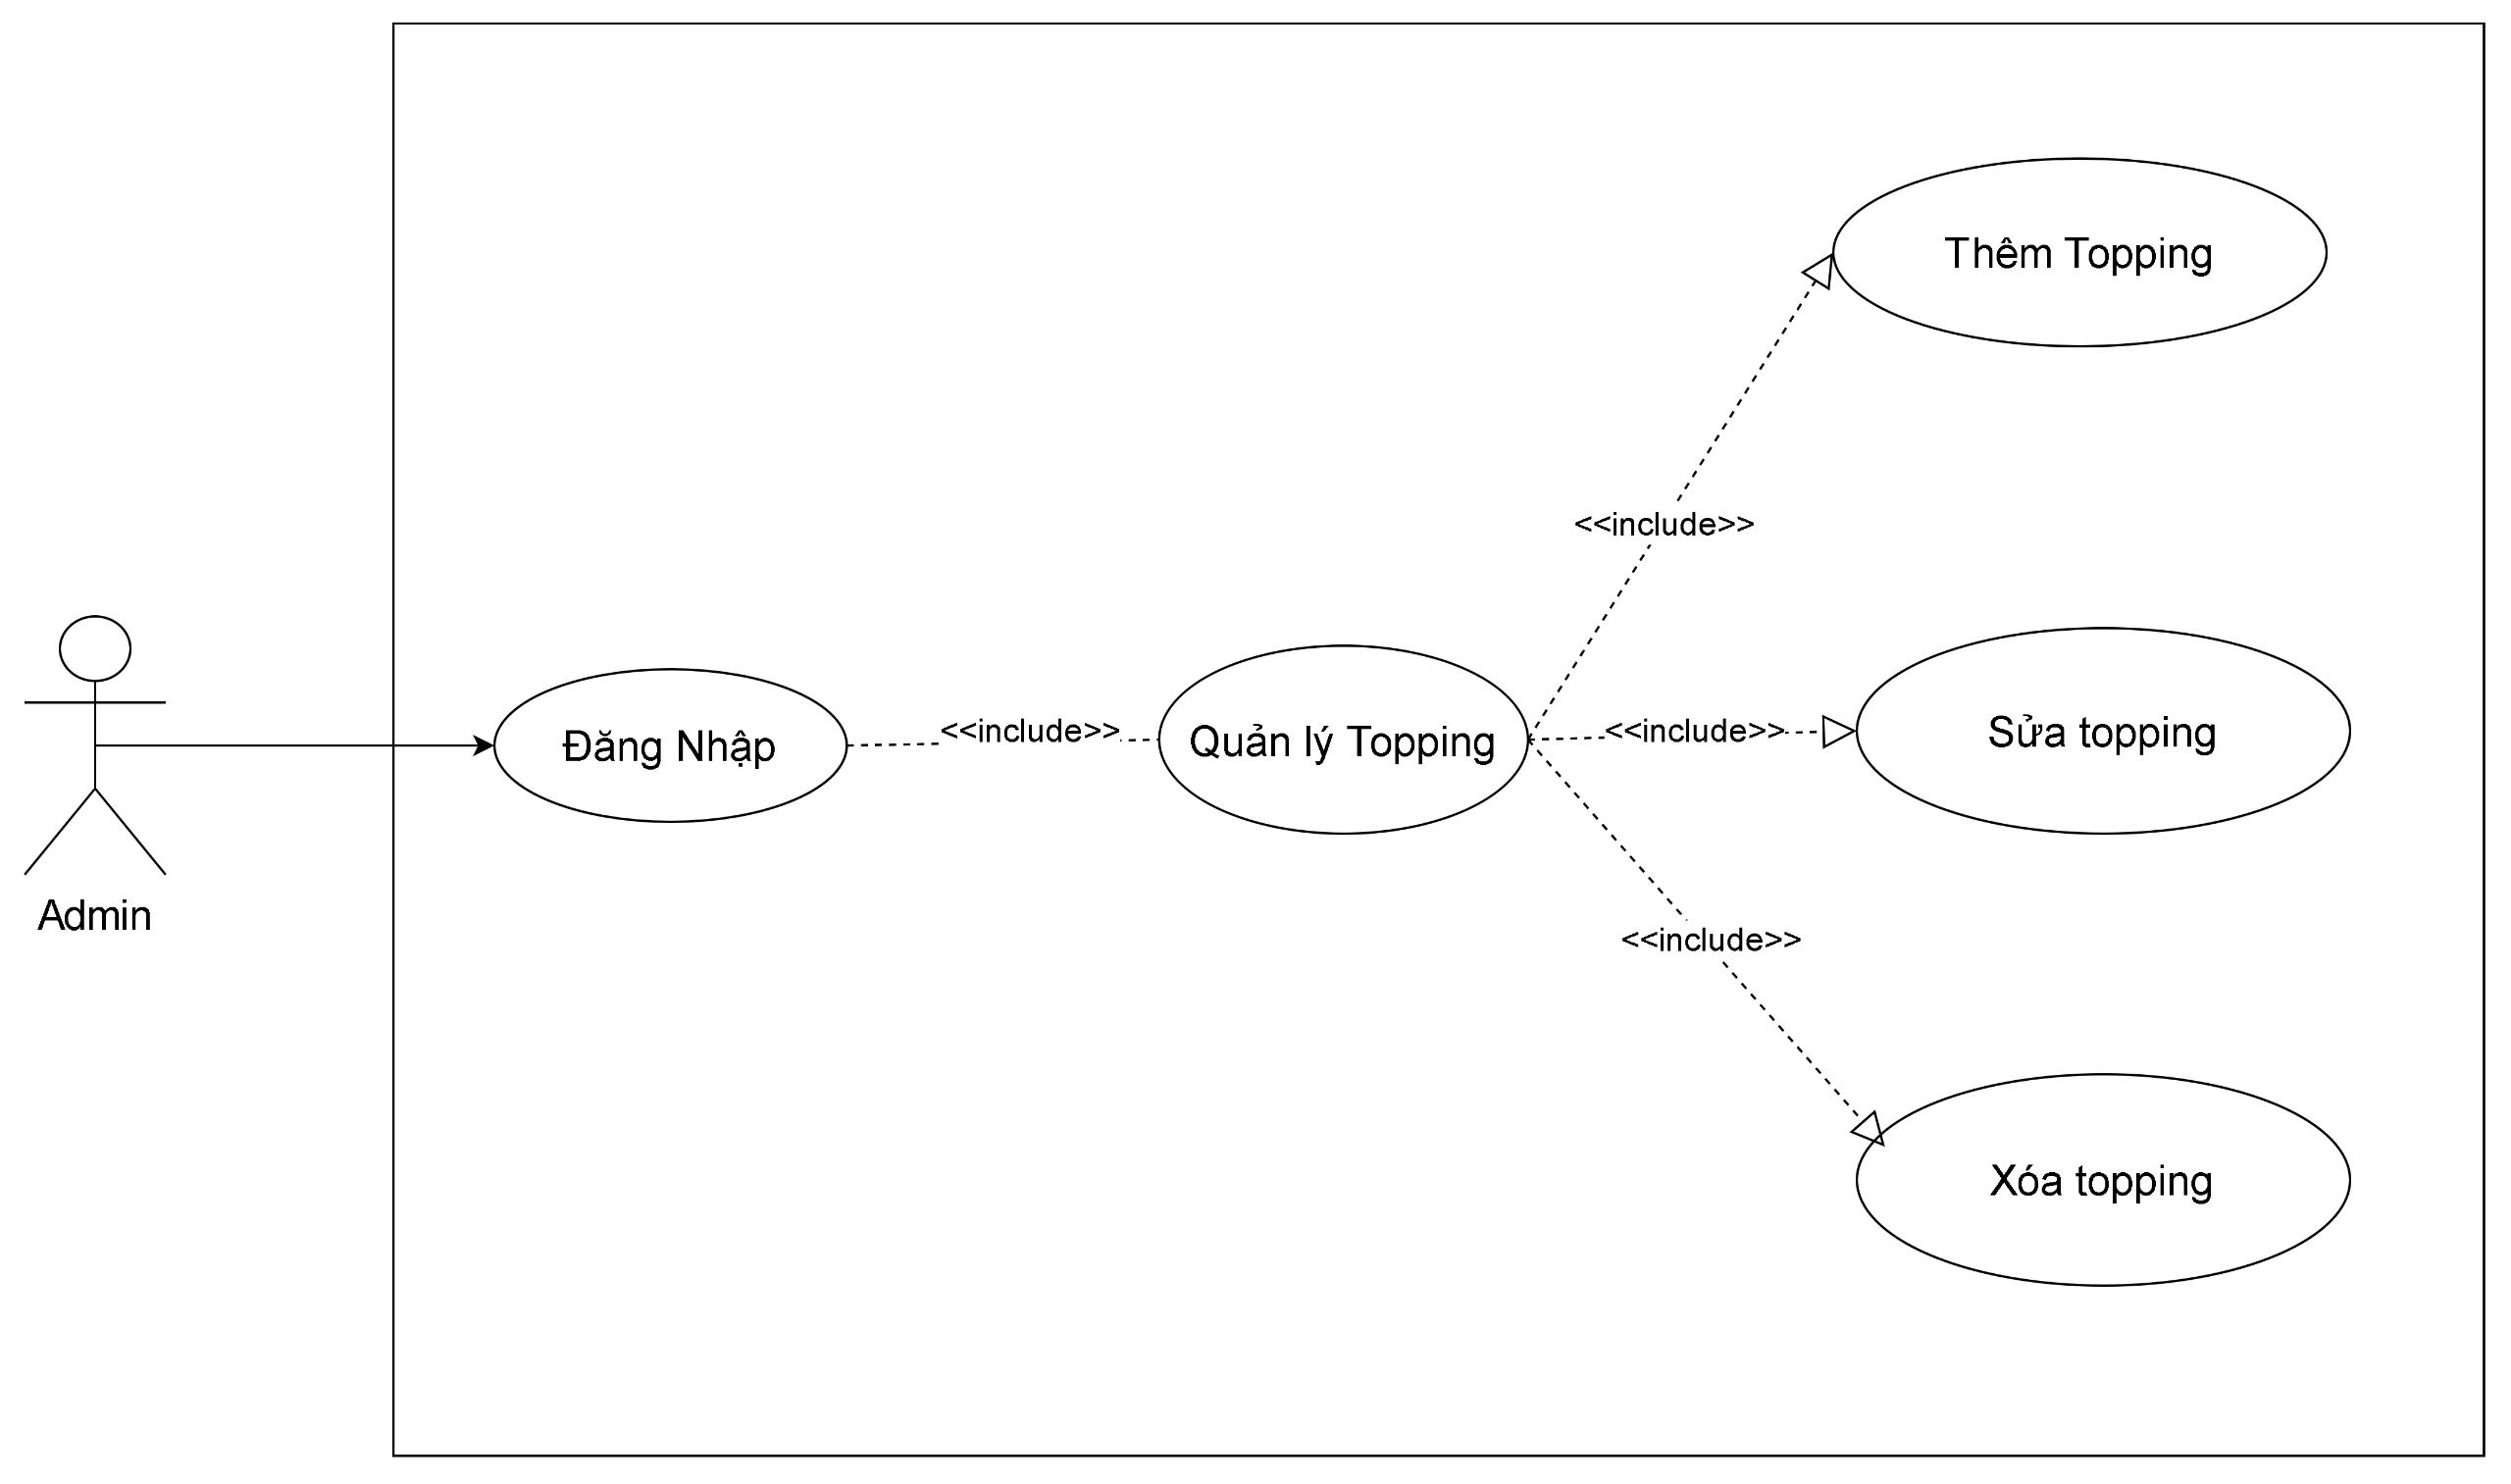 Thêm Topping
<<include>>
Đăng Nhập
<<include>>
Quản lý Topping
<<include>>
Sửa topping
Admin
<<include>>
Xóa topping